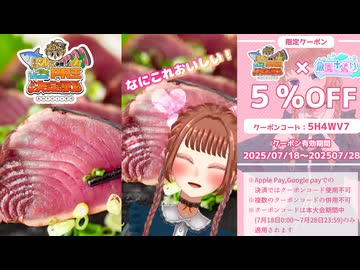 なにこれおいしい！
限定クーポン
×
５％OFF
クーポンコード：5H4WV7
クーポン有効期間
2025/07/18〜202507/28
※Apple Pay,Google payでの
決済ではクーポンコード使用不可
※複数のクーポンコードの併用不可
※クーポンコードは本大会期間中
(7月18日0:00〜7月28日23:59)のみ
適用されます